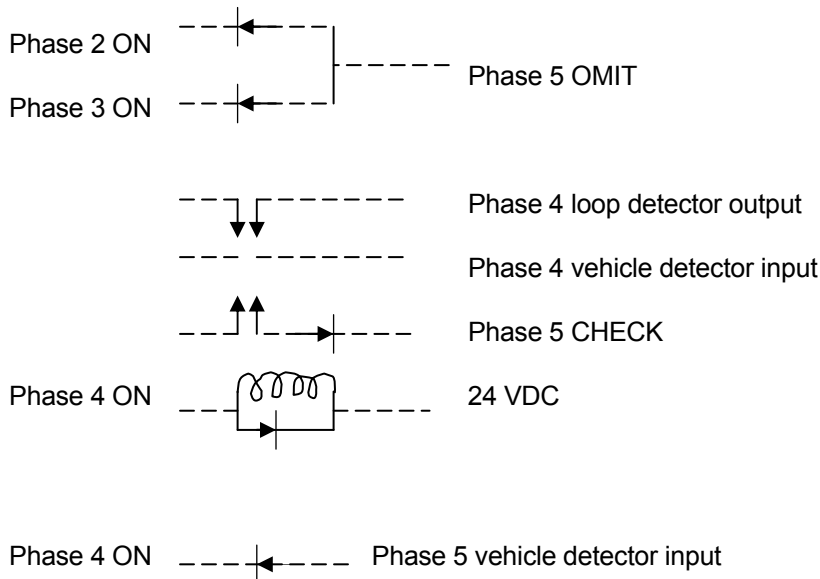 Phase 2 ON
Phase 5 OMIT
Phase 3 ON
Phase 4 loop detector output
Phase 4 vehicle detector input
Phase 5 CHECK
Phase 4 ON
24 VDC
Phase 4 ON
Phase 5 vehicle detector input